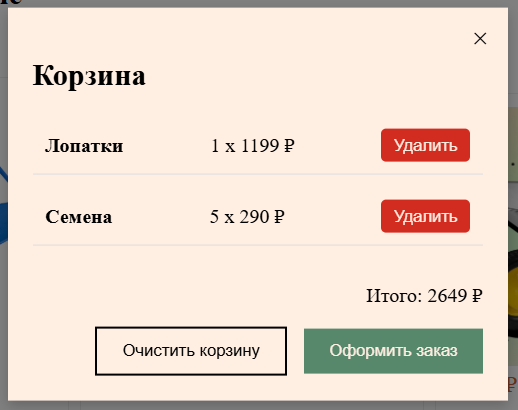 Корзина
Лопатки 1 x 1199 ₽ Удалить
Семена 5 x 290 ₽ Удалить
Итого: 2649 ₽
Очистить корзину Оформить заказ
₽